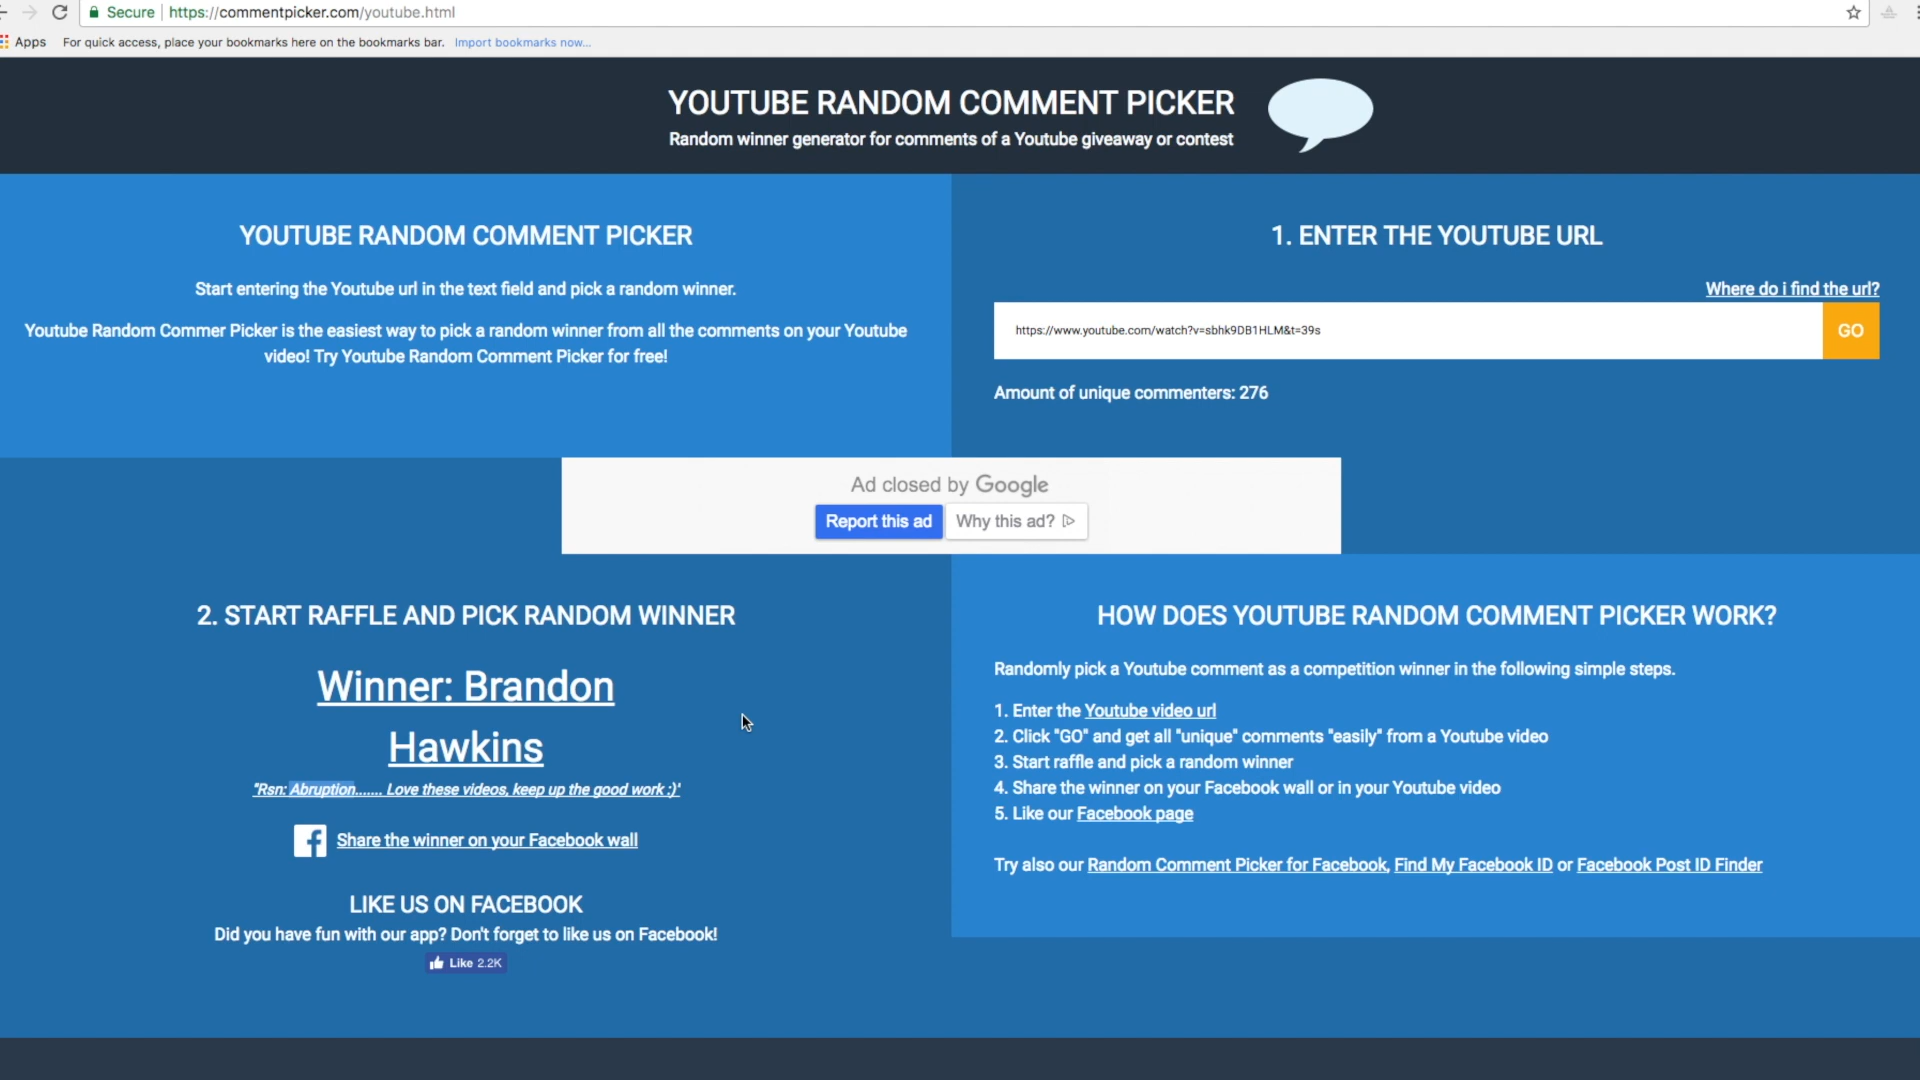 Secure
https://commentpicker.com/youtube.html
Apps
For quick access, place your bookmarks here on the bookmarks bar. Import bookmarks now...
YOUTUBE RANDOM COMMENT PICKER
Random winner generator for comments of a Youtube giveaway or contest
YOUTUBE RANDOM COMMENT PICKER
Start entering the Youtube url in the text field and pick a random winner.
Youtube Random Commer Picker is the easiest way to pick a random winner from all the comments on your Youtube
video! Try Youtube Random Comment Picker for free!
1. ENTER THE YOUTUBE URL
Where do i find the url?
https://www.youtube.com/watch?v=sbhk9DB1HLM&t=39s
GO
Amount of unique commenters: 276
Ad closed by Google
Report this ad
Why this ad?
2. START RAFFLE AND PICK RANDOM WINNER
Winner: Brandon
Hawkins
"Rsn: Abruption....... Love these videos, keep up the good work :)"
Share the winner on your Facebook wall
LIKE US ON FACEBOOK
Did you have fun with our app? Don't forget to like us on Facebook!
Like 2.2K
HOW DOES YOUTUBE RANDOM COMMENT PICKER WORK?
Randomly pick a Youtube comment as a competition winner in the following simple steps.
1. Enter the Youtube video url
2. Click "GO" and get all "unique" comments "easily" from a Youtube video
3. Start raffle and pick a random winner
4. Share the winner on your Facebook wall or in your Youtube video
5. Like our Facebook page
Try also our Random Comment Picker for Facebook, Find My Facebook ID or Facebook Post ID Finder